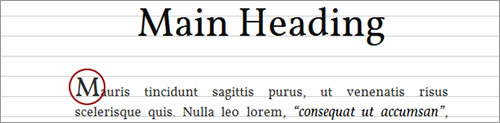 Main Heading
Mauris tincidunt sagittis purus, ut venenatis risus
scelerisque quis. Nulla leo lorem, “consequat ut accumsan”,